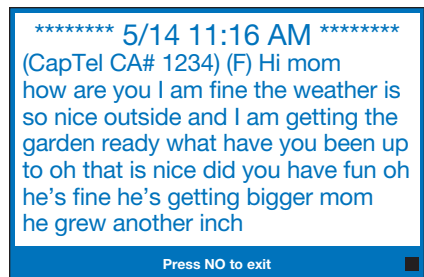 ******** 5/14 11:16 AM ********
(CapTel CA# 1234) (F) Hi mom
how are you I am fine the weather is
so nice outside and I am getting the
garden ready what have you been up
to oh that is nice did you have fun oh
he's fine he's getting bigger mom
he grew another inch
Press NO to exit